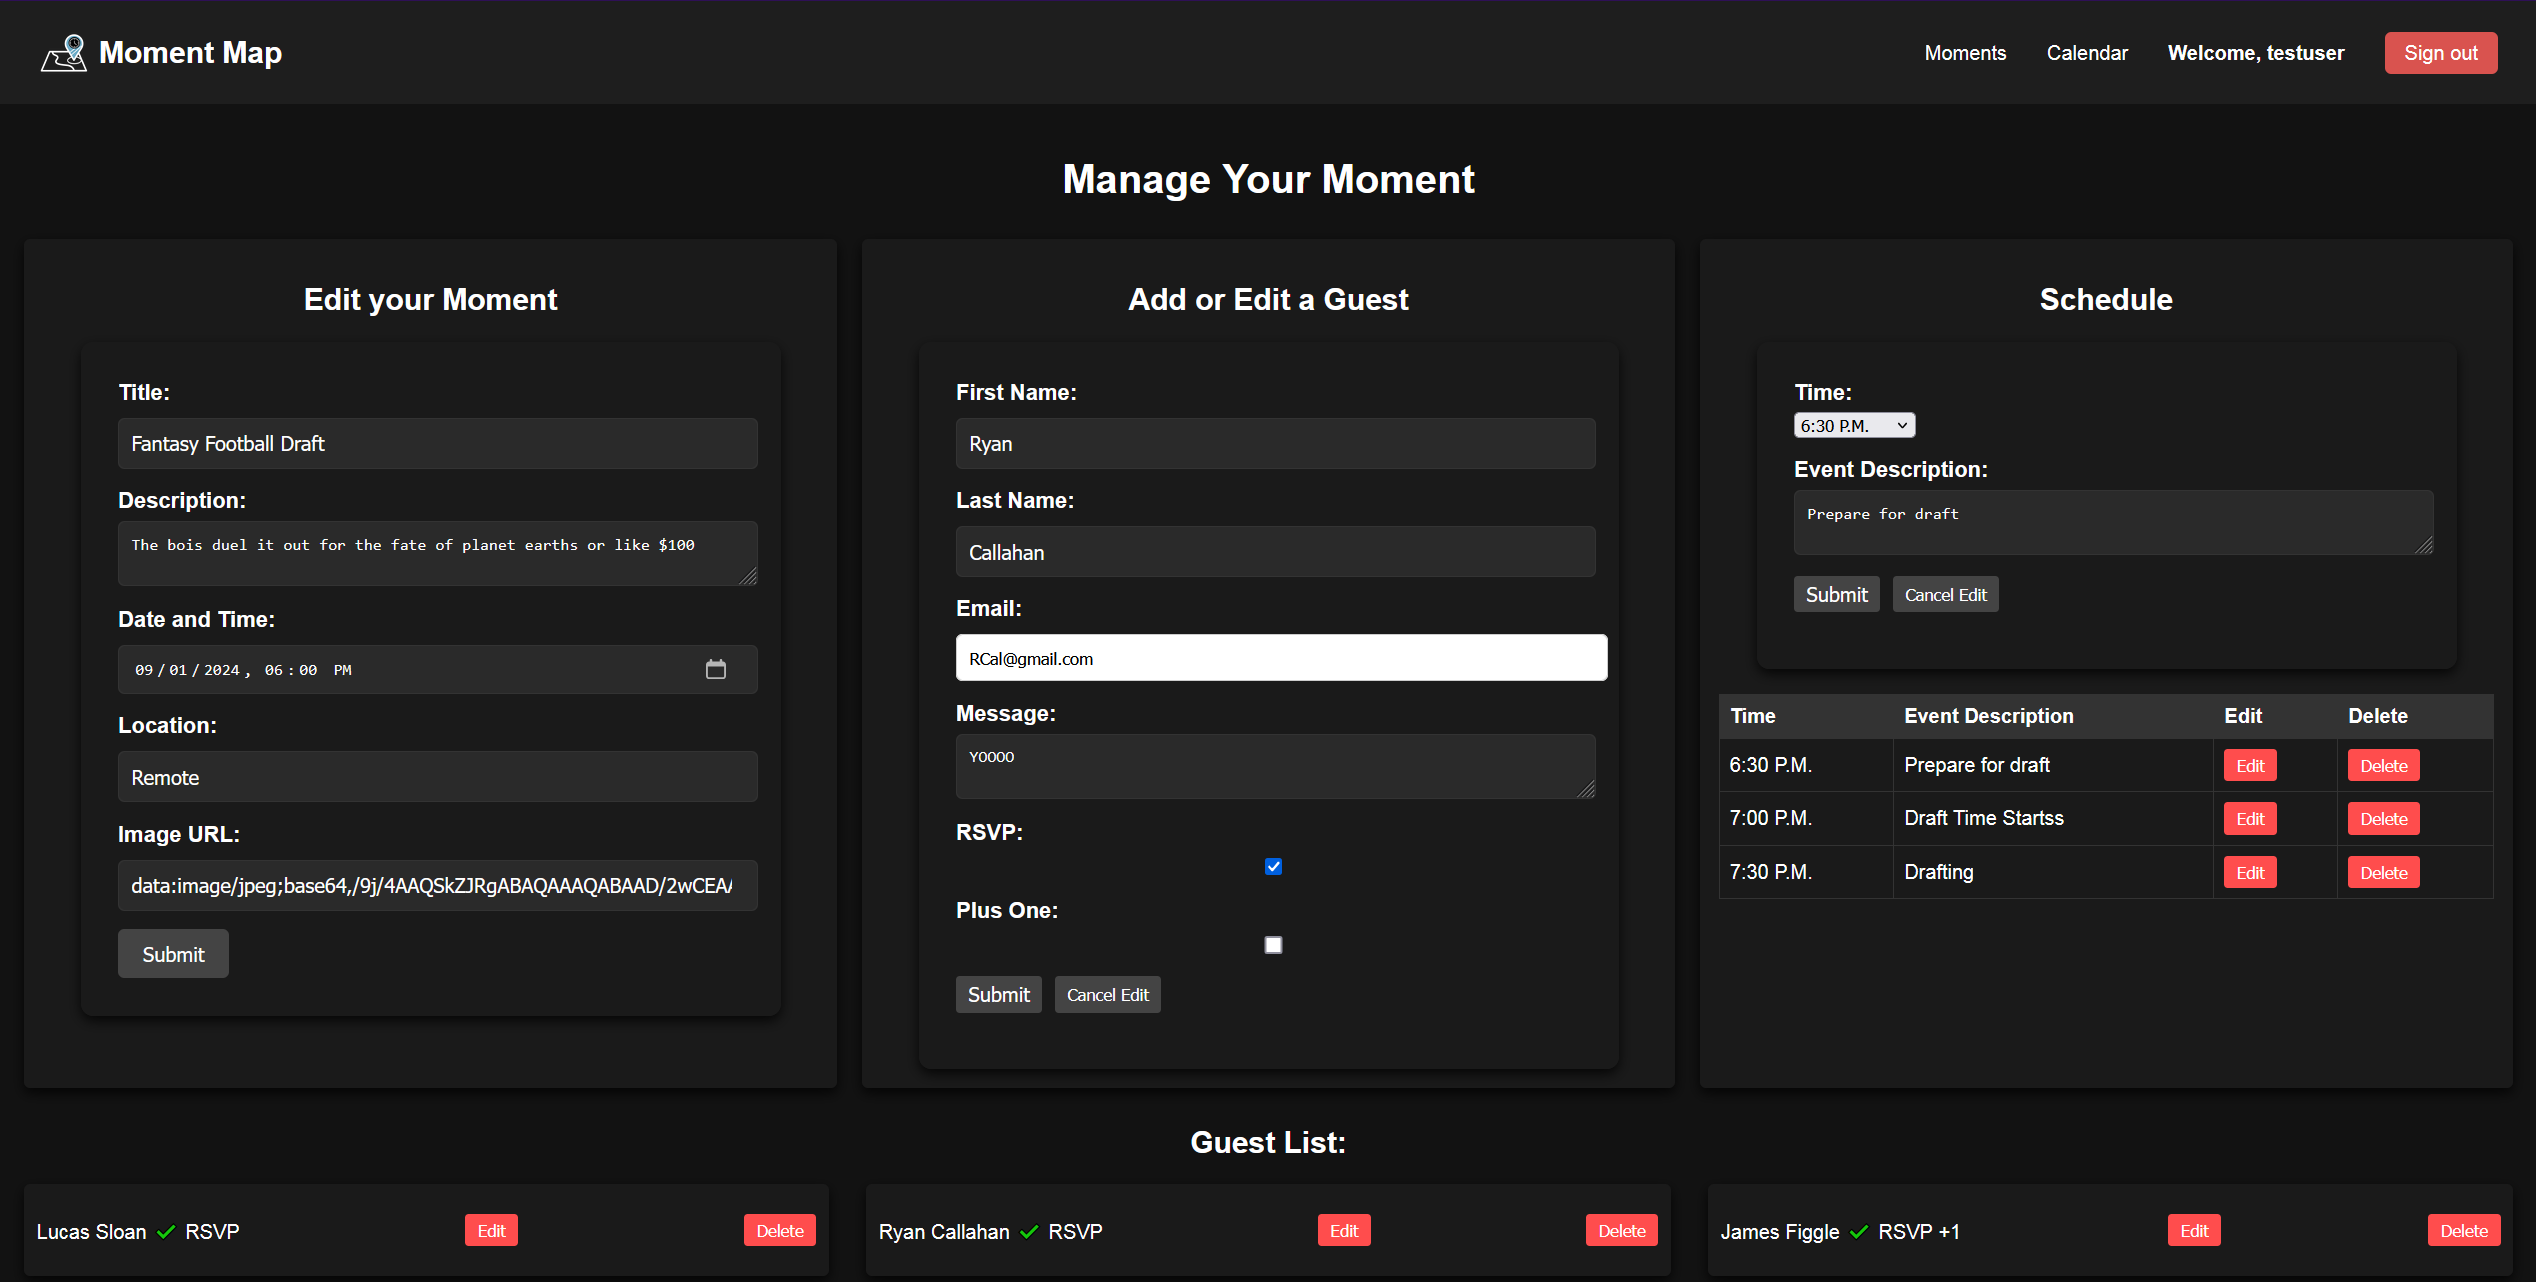 Moment Map
Moments
Calendar
Welcome, testuser
Sign out
Manage Your Moment
Edit your Moment
Title:
Fantasy Football Draft
Description:
The bois duel it out for the fate of planet earths or like $100
Date and Time:
09/01/2024, 06:00 PM
Location:
Remote
Image URL:
data:image/jpeg;base64,/9j/4AAQSkZJRgABAQAAAQABAAD/2wCEAA
Submit
Add or Edit a Guest
First Name:
Ryan
Last Name:
Callahan
Email:
RCal@gmail.com
Message:
YOOOO
RSVP:
Plus One:
Submit Cancel Edit
Schedule
Time:
6:30 P.M.
Event Description:
Prepare for draft
Submit Cancel Edit
Time Event Description Edit Delete
6:30 P.M. Prepare for draft Edit Delete
7:00 P.M. Draft Time Startss Edit Delete
7:30 P.M. Drafting Edit Delete
Guest List:
Lucas Sloan ✓ RSVP Edit Delete
Ryan Callahan ✓ RSVP Edit Delete
James Figgle ✓ RSVP +1 Edit Delete